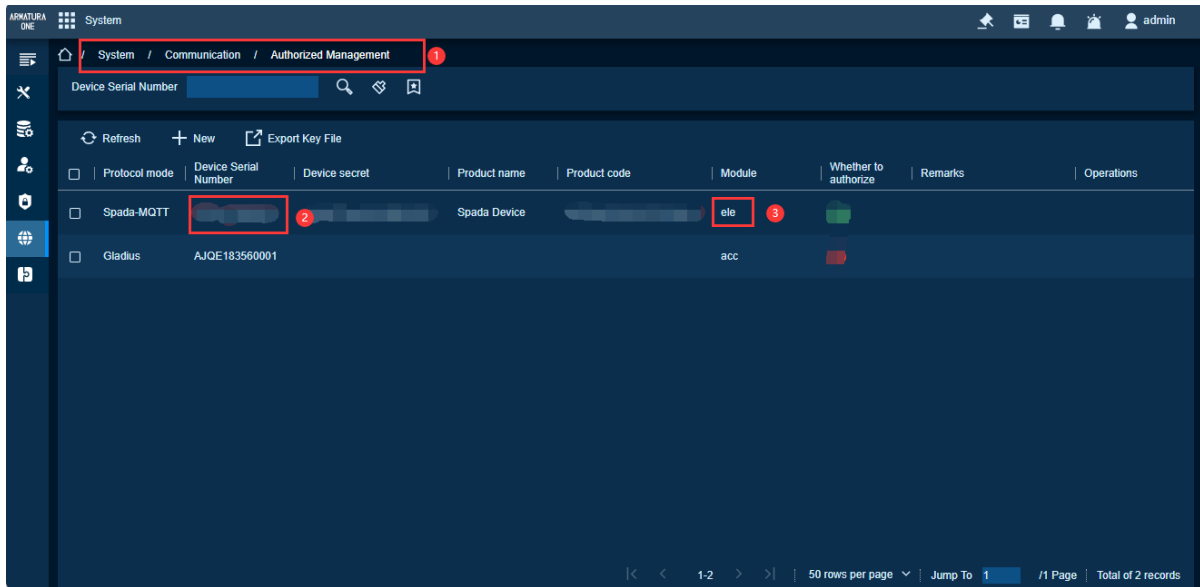 ARMATURA
ONE
System
admin
/ System / Communication / Authorized Management
1
Device Serial Number
Refresh
New
Export Key File
Protocol mode
Device Serial
Number
Device secret
Product name
Product code
Module
Whether to
authorize
Remarks
Operations
Spada-MQTT
2
Spada Device
ele
3
Gladius
AJQE183560001
acc
1-2
50 rows per page
Jump To
1
/1 Page
Total of 2 records